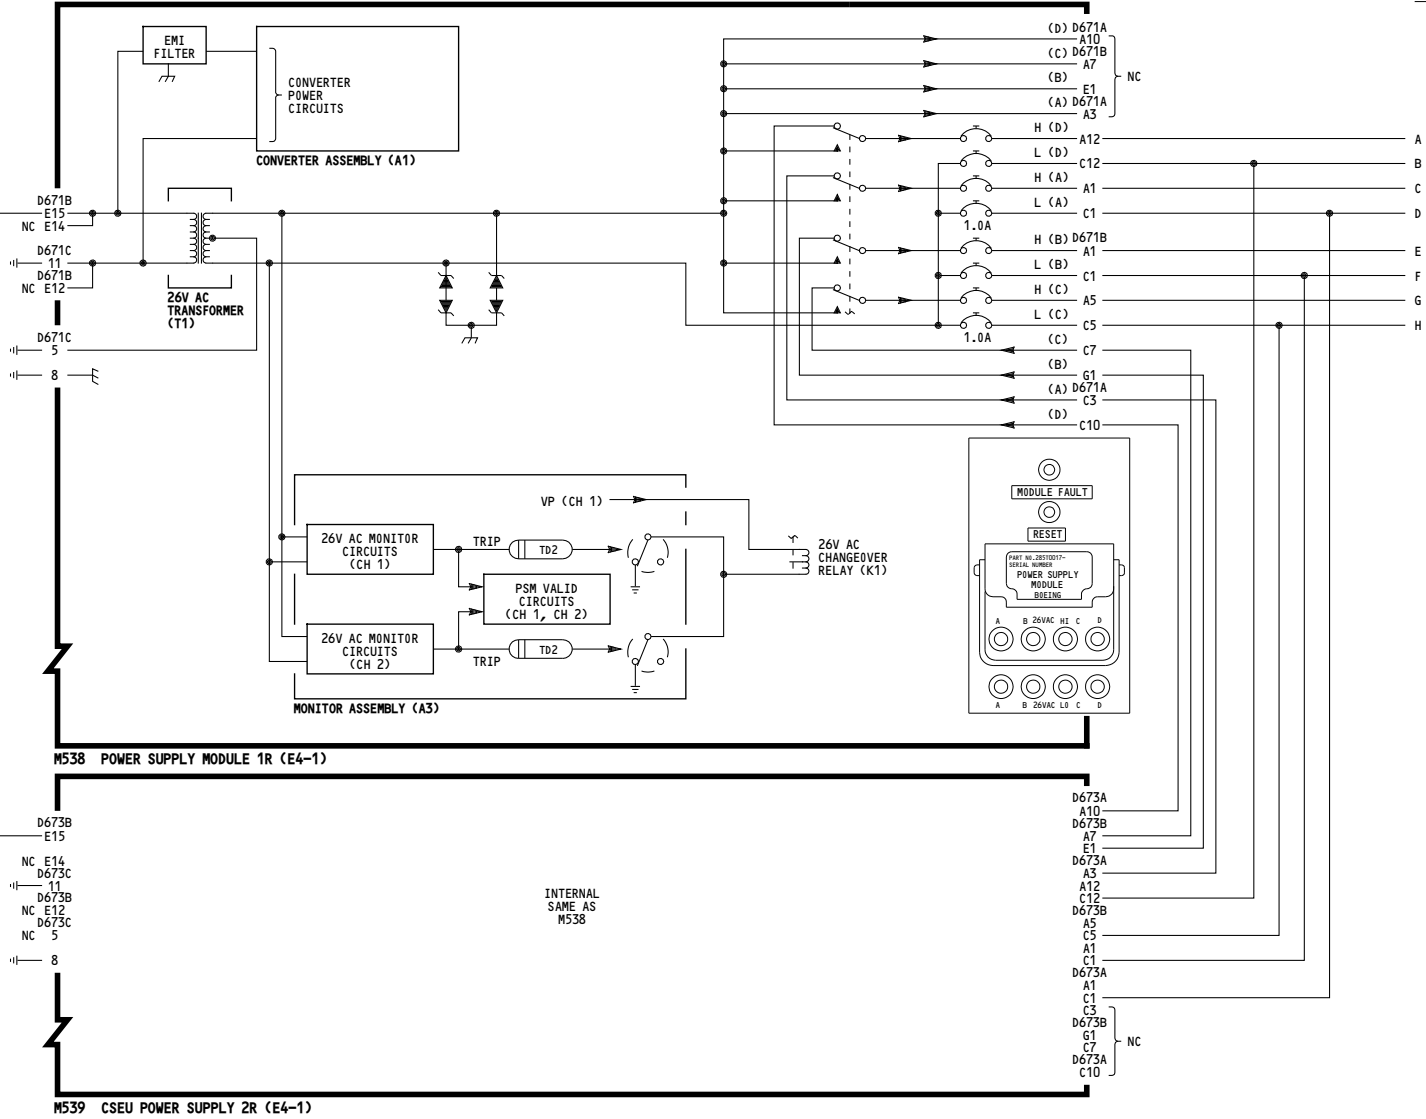 EMI
FILTER
CONVERTER
POWER
CIRCUITS
CONVERTER ASSEMBLY (A1)
D671B
E15
NC E14
D671C
11
D671B
NC E12
26V AC
TRANSFORMER
(T1)
D671C
5
8
(D) D671A
A10
(C) D671B
A7
(B)
E1
(A) D671A
A3
NC
H (D)
A12
A
L (D)
C12
B
H (A)
A1
C
L (A)
C1
D
1.0A
H (B) D671B
A1
E
L (B)
C1
F
H (C)
A5
G
L (C)
C5
H
1.0A
(C)
C7
(B)
G1
(A) D671A
C3
(D)
C10
VP (CH 1)
26V AC MONITOR
CIRCUITS
(CH 1)
TRIP
TD2
26V AC
CHANGEOVER
RELAY (K1)
PSM VALID
CIRCUITS
(CH 1, CH 2)
26V AC MONITOR
CIRCUITS
(CH 2)
TRIP
TD2
MONITOR ASSEMBLY (A3)
MODULE FAULT
RESET
PART No.285T0017-
SERIAL NUMBER
POWER SUPPLY
MODULE
BOEING
A B 26VAC HI C D
A B 26VAC LO C D
M538 POWER SUPPLY MODULE 1R (E4-1)
D673B
E15
NC E14
D673C
11
D673B
NC E12
D673C
NC 5
8
INTERNAL
SAME AS
M538
D673A
A10
D673B
A7
E1
D673A
A3
A12
C12
D673B
A5
C5
A1
C1
D673A
A1
C1
C3
D673B
G1
C7
D673A
C10
NC
M539 CSEU POWER SUPPLY 2R (E4-1)